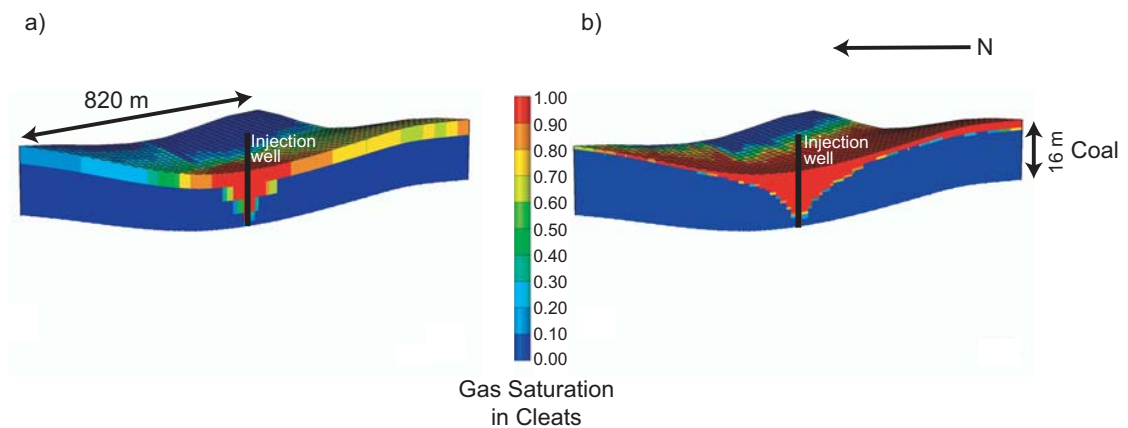 a)
b)
N
820 m
Injection
well
Injection
well
1.00
0.90
0.80
0.70
0.60
0.50
0.40
0.30
0.20
0.10
0.00
16 m
Coal
Gas Saturation
in Cleats